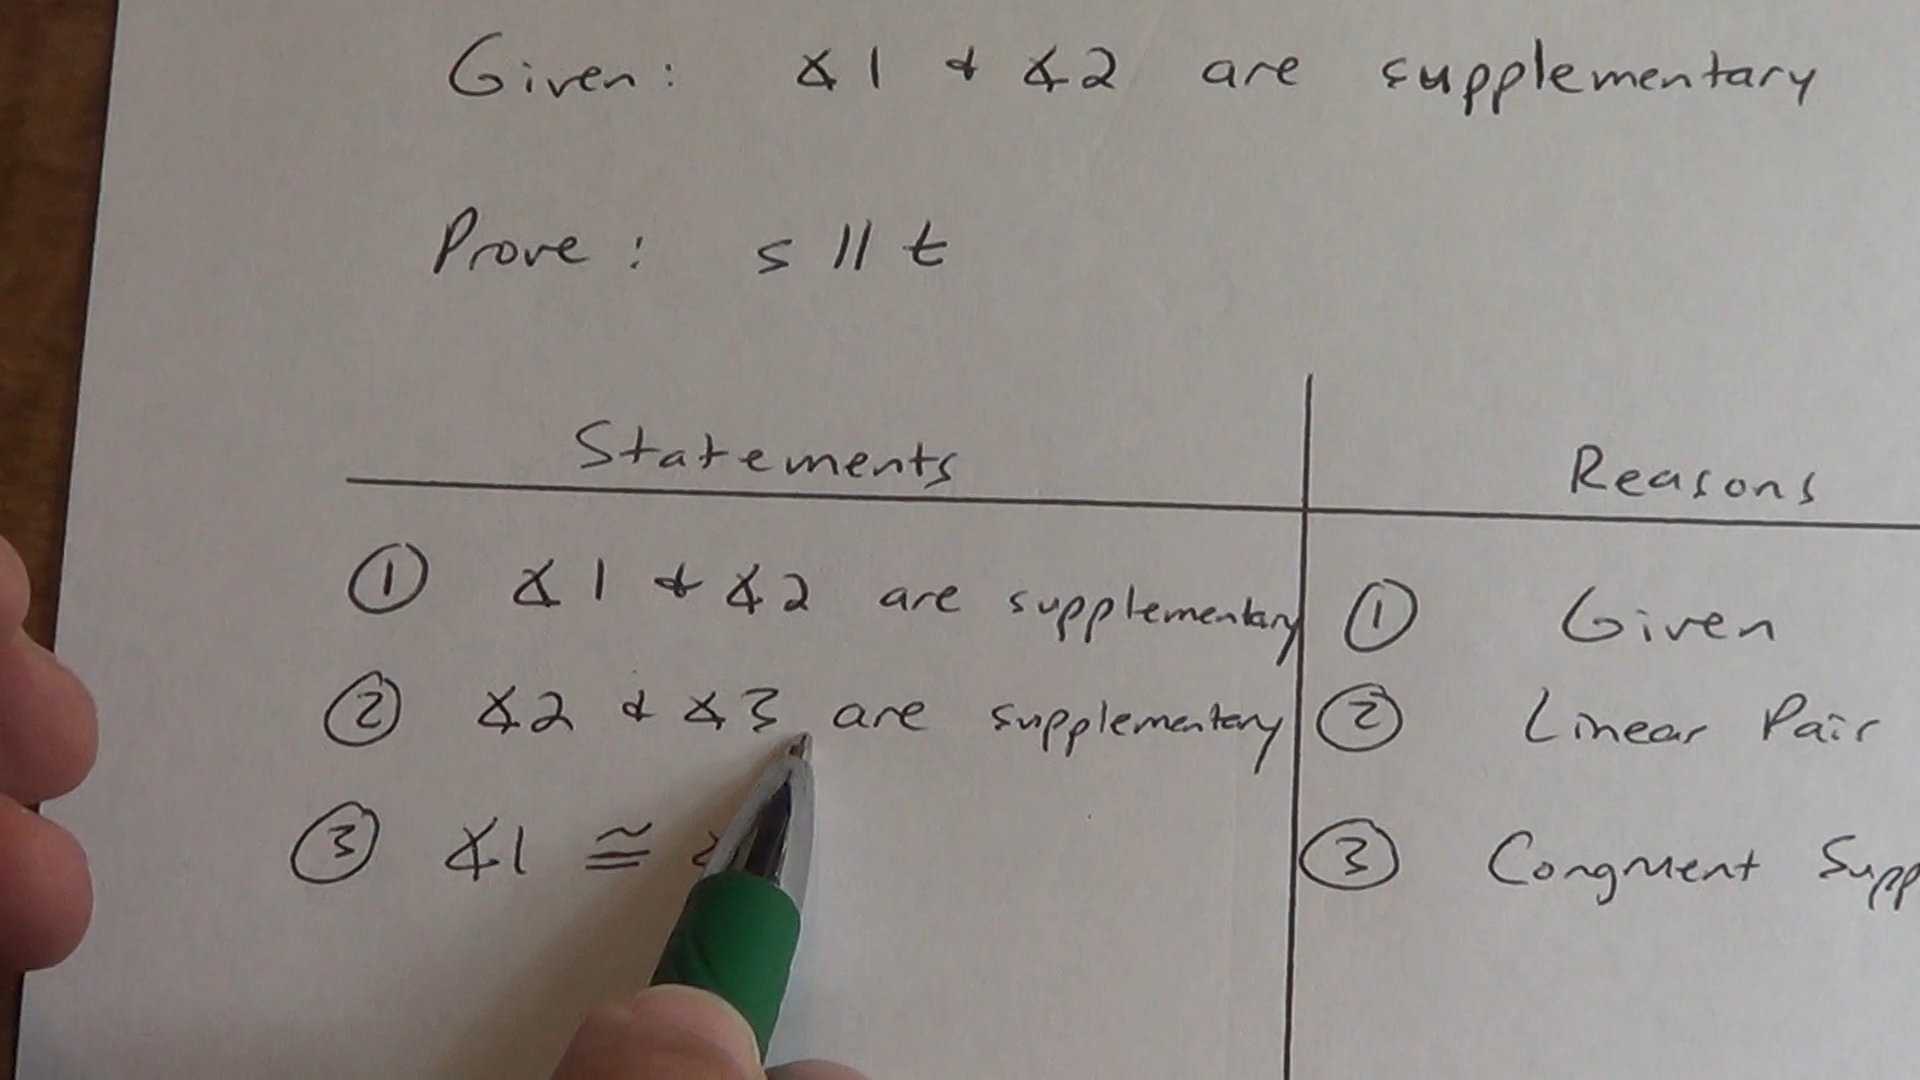 Given: ∡1 & ∡2 are supplementary
Prove: s || t
Statements Reasons
① ∡1 & ∡2 are supplementary ① Given
② ∡2 & ∡3 are supplementary ② Linear Pair
③ ∡1 ≅ ③ Congruent Supp